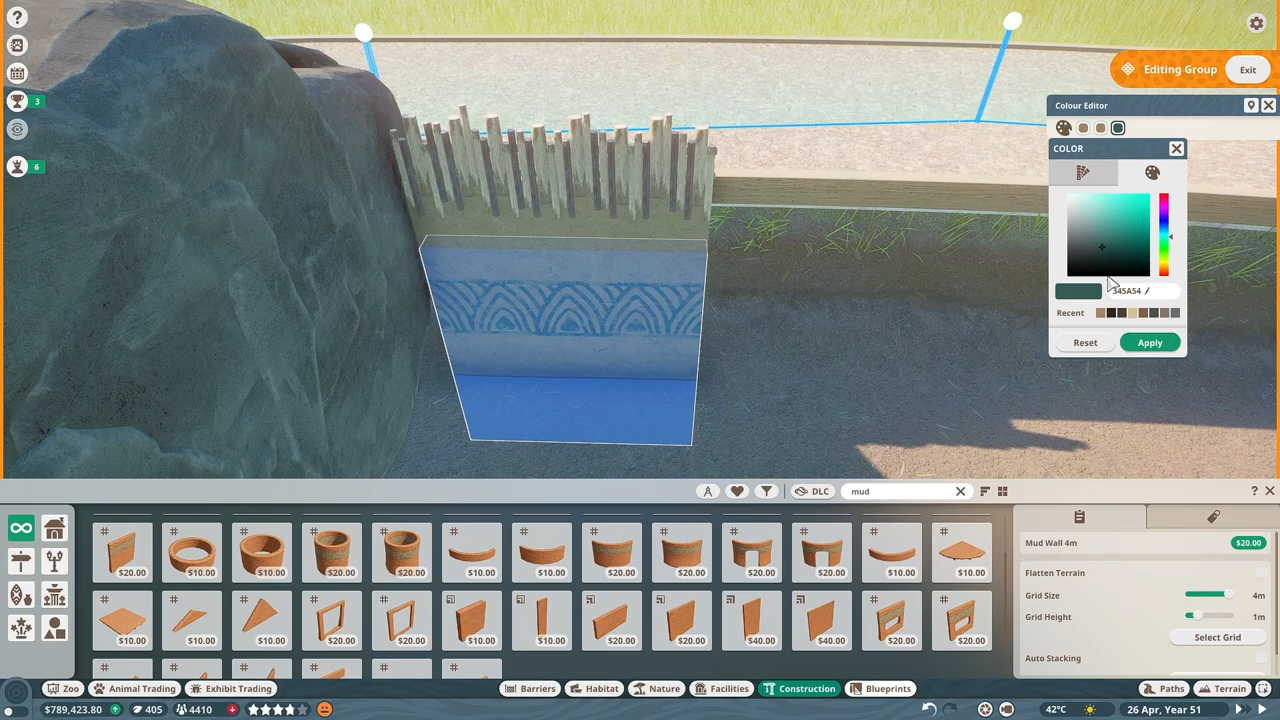 ?
3
6
Editing Group
Exit
Colour Editor
COLOR
345A54
Recent
Reset
Apply
DLC
mud
?
$20.00
$10.00
$10.00
$20.00
$20.00
$10.00
$10.00
$20.00
$20.00
$20.00
$20.00
$10.00
$10.00
$10.00
$10.00
$10.00
$20.00
$20.00
$10.00
$10.00
$20.00
$20.00
$40.00
$40.00
$20.00
$20.00
Mud Wall 4m
$20.00
Flatten Terrain
Grid Size
4m
Grid Height
1m
Select Grid
Auto Stacking
Zoo
Animal Trading
Exhibit Trading
Barriers
Habitat
Nature
Facilities
Construction
Blueprints
Paths
Terrain
$789,423.80
405
4410
42°C
26 Apr, Year 51